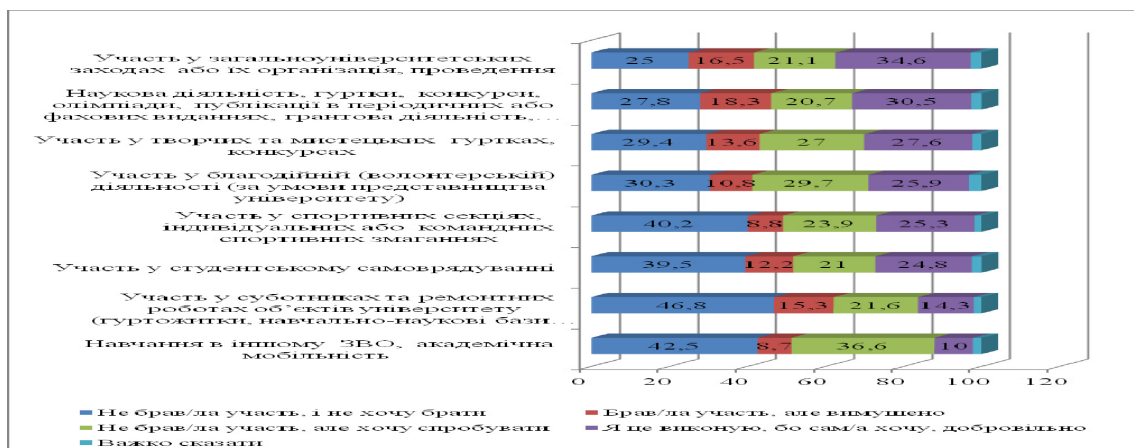 Участь у загальноуніверситетських
заходах або їх організація, проведення
25 16,5 21,1 34,6
Наукова діяльність, гуртки, конкурси,
олімпіади, публікації в періодичних або
фахових виданнях, грантова діяльність,…
27,8 18,3 20,7 30,5
Участь у творчих та мистецьких гуртках,
конкурсах
29,4 13,6 27 27,6
Участь у благодійній (волонтерській)
діяльності (за умови представництва
університету)
30,3 10,8 29,7 25,9
Участь у спортивних секціях,
індивідуальних або командних
спортивних змаганнях
40,2 8,8 23,9 25,3
Участь у студентському самоврядуванні
39,5 12,2 21 24,8
Участь у суботниках та ремонтних
роботах об`єктів університету
(гуртожитки, навчально-наукові бази…
46,8 15,3 21,6 14,3
Навчання в іншому ЗВО, академічна
мобільність
42,5 8,7 36,6 10
0 20 40 60 80 100 120
Не брав/ла участь, і не хочу брати
Брав/ла участь, але вимушено
Не брав/ла участь, але хочу спробувати
Я це виконую, бо сам/а хочу, добровільно
Важко сказати